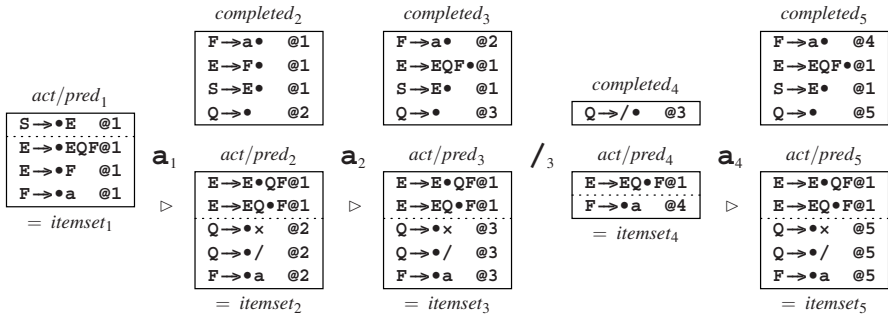 completed₂
F→a• @1
E→F• @1
S→E• @1
Q→• @2
completed₃
F→a• @2
E→EQF•@1
S→E• @1
Q→• @3
completed₄
Q→/• @3
completed₅
F→a• @4
E→EQF•@1
S→E• @1
Q→• @5
act/pred₁
S→•E @1
E→•EQF@1
E→•F @1
F→•a @1
= itemset₁
a₁
▷
act/pred₂
E→E•QF@1
E→EQ•F@1
Q→•× @2
Q→•/ @2
F→•a @2
= itemset₂
a₂
▷
act/pred₃
E→E•QF@1
E→EQ•F@1
Q→•× @3
Q→•/ @3
F→•a @3
= itemset₃
/₃
act/pred₄
E→EQ•F@1
F→•a @4
= itemset₄
a₄
▷
act/pred₅
E→E•QF@1
E→EQ•F@1
Q→•× @5
Q→•/ @5
F→•a @5
= itemset₅